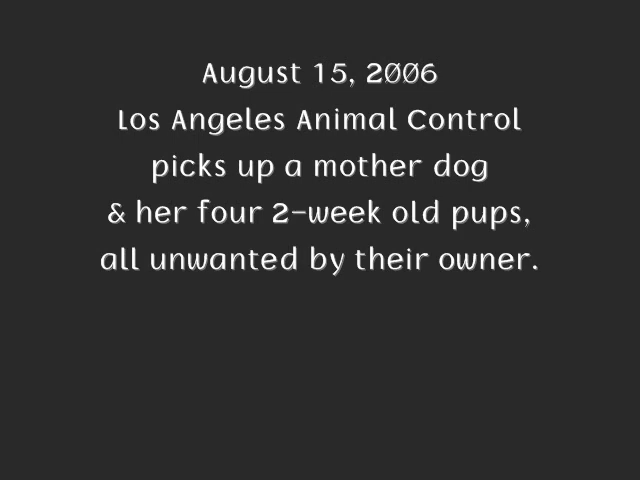 August 15, 2006
Los Angeles Animal Control
picks up a mother dog
& her four 2-week old pups,
all unwanted by their owner.